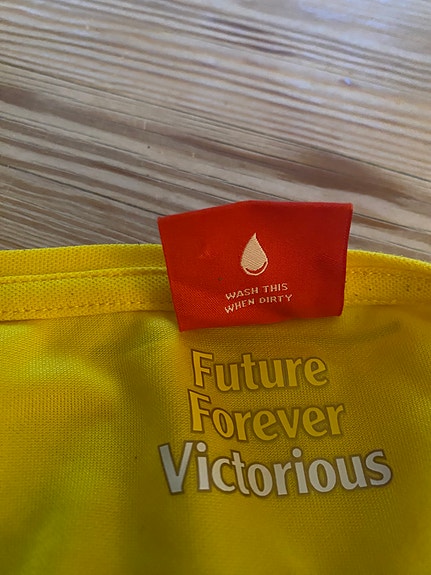 WASH THIS
WHEN DIRTY
Future
Forever
Victorious